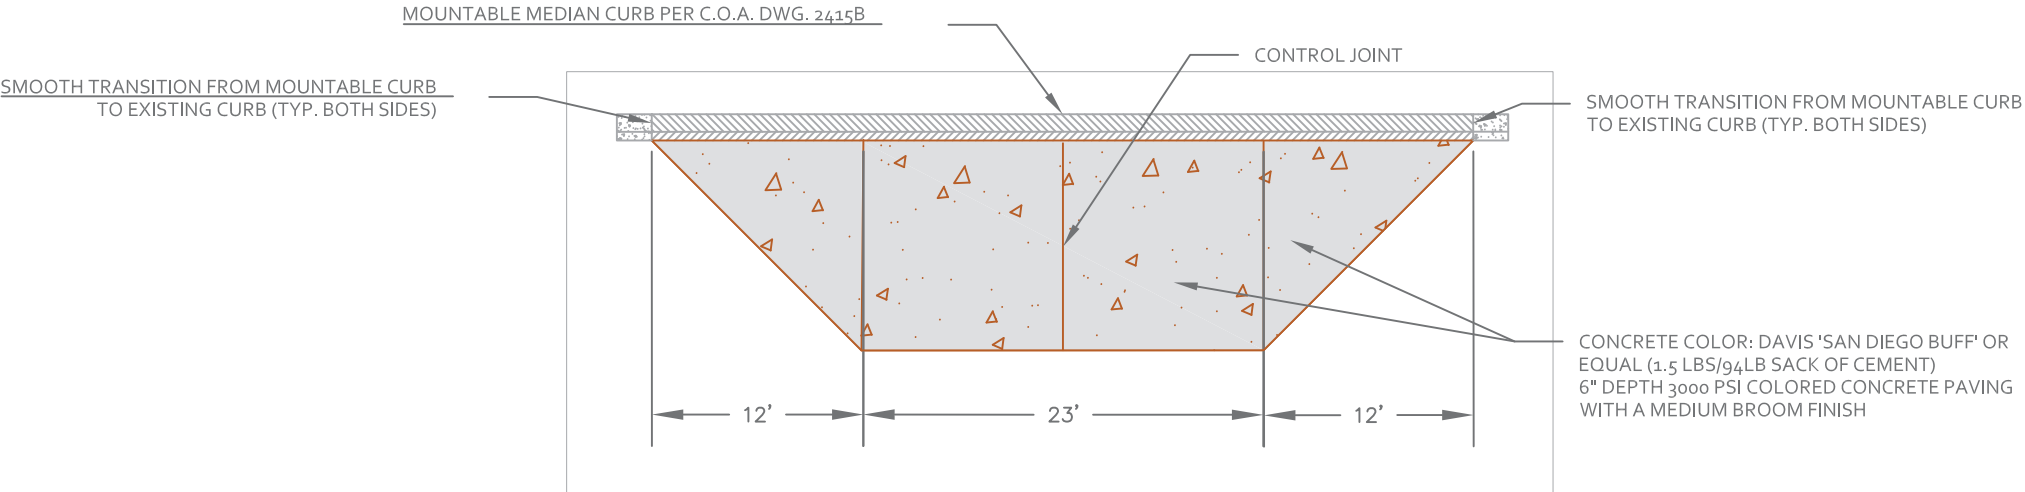 MOUNTABLE MEDIAN CURB PER C.O.A. DWG. 2415B
CONTROL JOINT
SMOOTH TRANSITION FROM MOUNTABLE CURB
TO EXISTING CURB (TYP. BOTH SIDES)
SMOOTH TRANSITION FROM MOUNTABLE CURB
TO EXISTING CURB (TYP. BOTH SIDES)
CONCRETE COLOR: DAVIS 'SAN DIEGO BUFF' OR
EQUAL (1.5 LBS/94LB SACK OF CEMENT)
6" DEPTH 3000 PSI COLORED CONCRETE PAVING
WITH A MEDIUM BROOM FINISH
12' 23' 12'